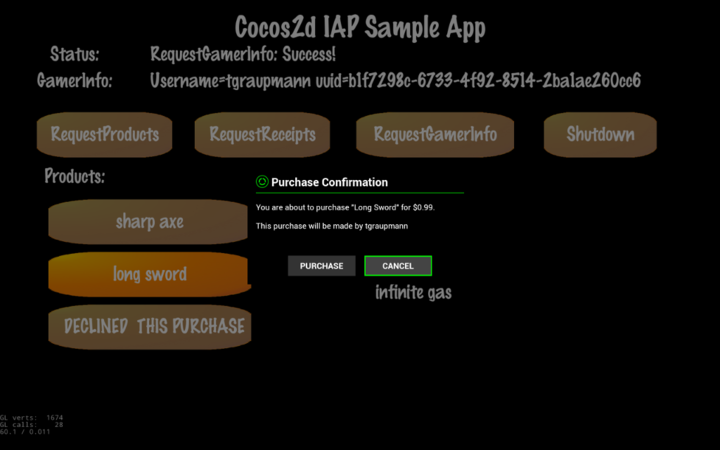 Cocos2d IAP Sample App
Status: RequestGamerInfo: Success!
GamerInfo: Username=tgraupmann uuid=b1f7298c-6733-4f92-8514-2ba1ae260cc6
RequestProducts RequestReceipts RequestGamerInfo Shutdown
Products:
Purchase Confirmation
You are about to purchase "Long Sword" for $0.99.
This purchase will be made by tgraupmann
sharp axe
long sword
PURCHASE CANCEL
infinite gas
DECLINED THIS PURCHASE
GL verts: 1674
GL calls: 28
60.1 / 0.011